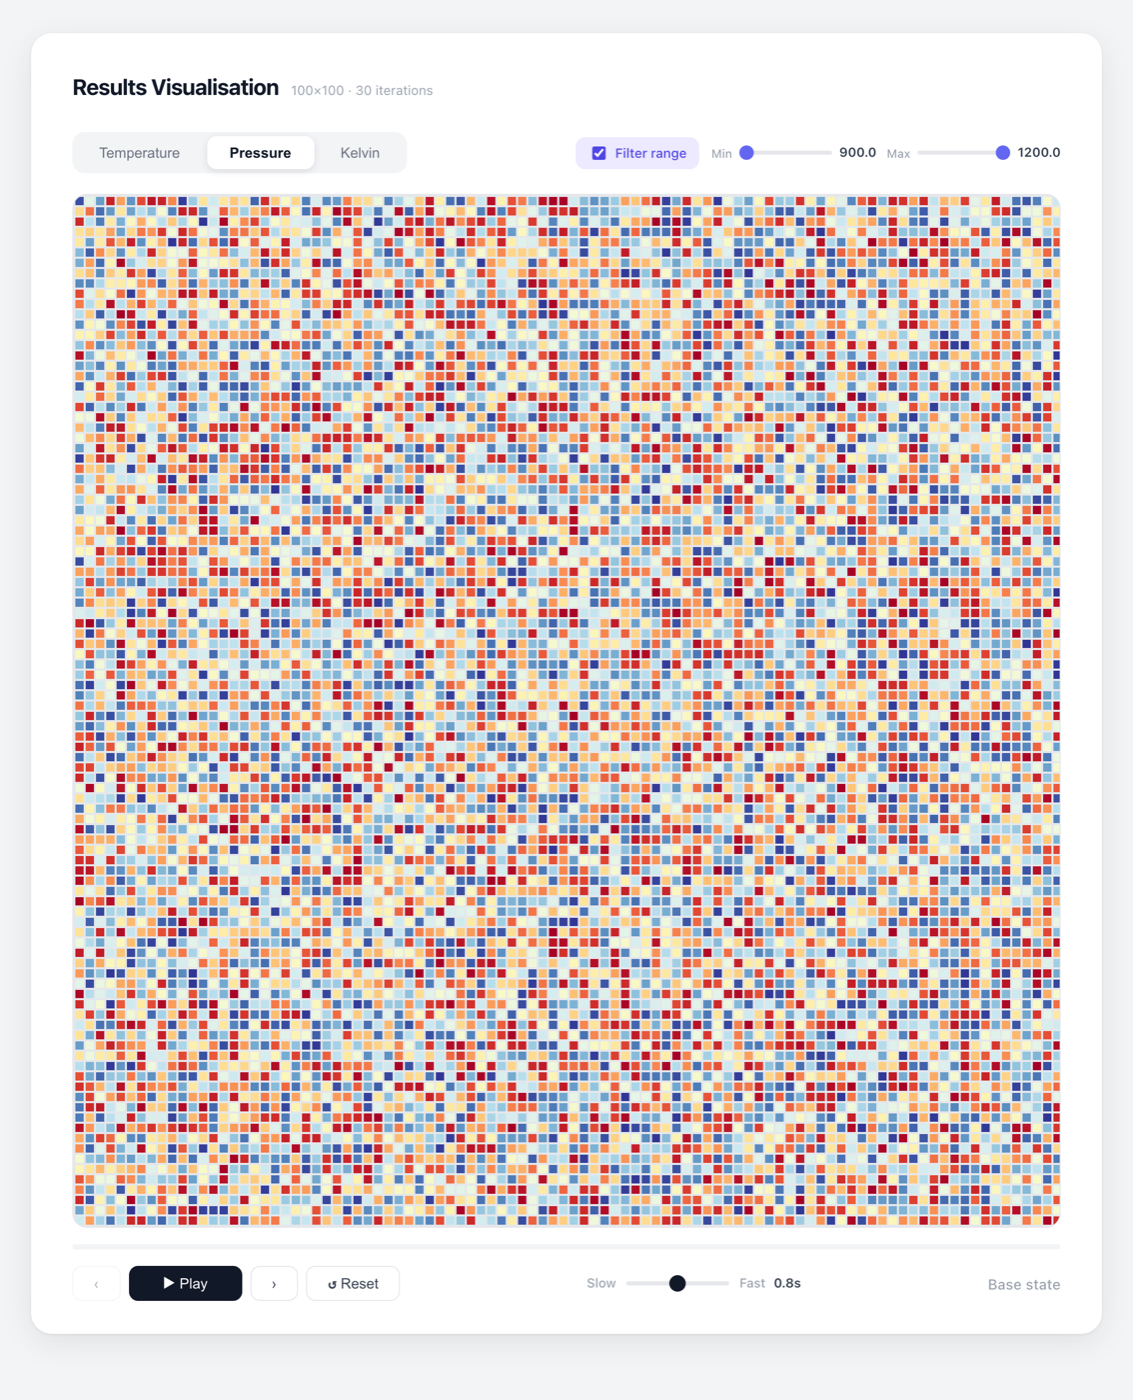 Results Visualisation 100×100 · 30 iterations
Temperature Pressure Kelvin Filter range Min 900.0 Max 1200.0
‹ ▶ Play › ↺ Reset Slow Fast 0.8s Base state